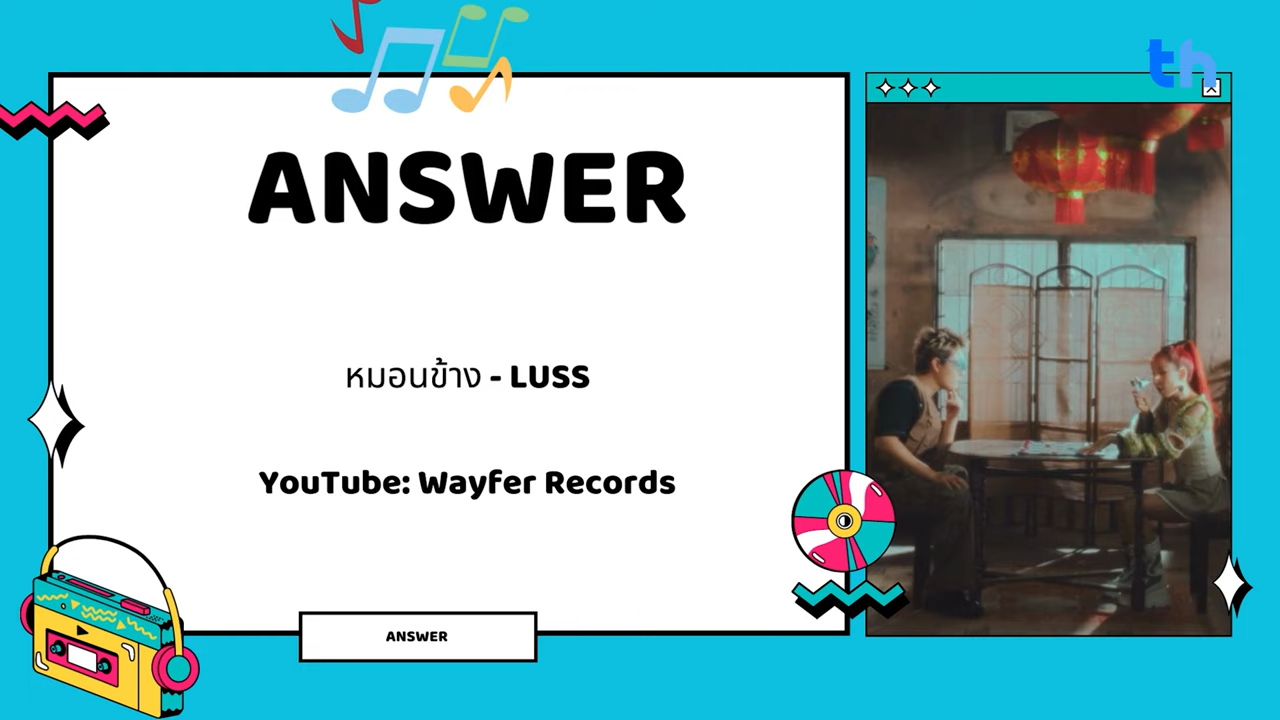 th
ANSWER
หมอนข้าง - LUSS
YouTube: Wayfer Records
ANSWER